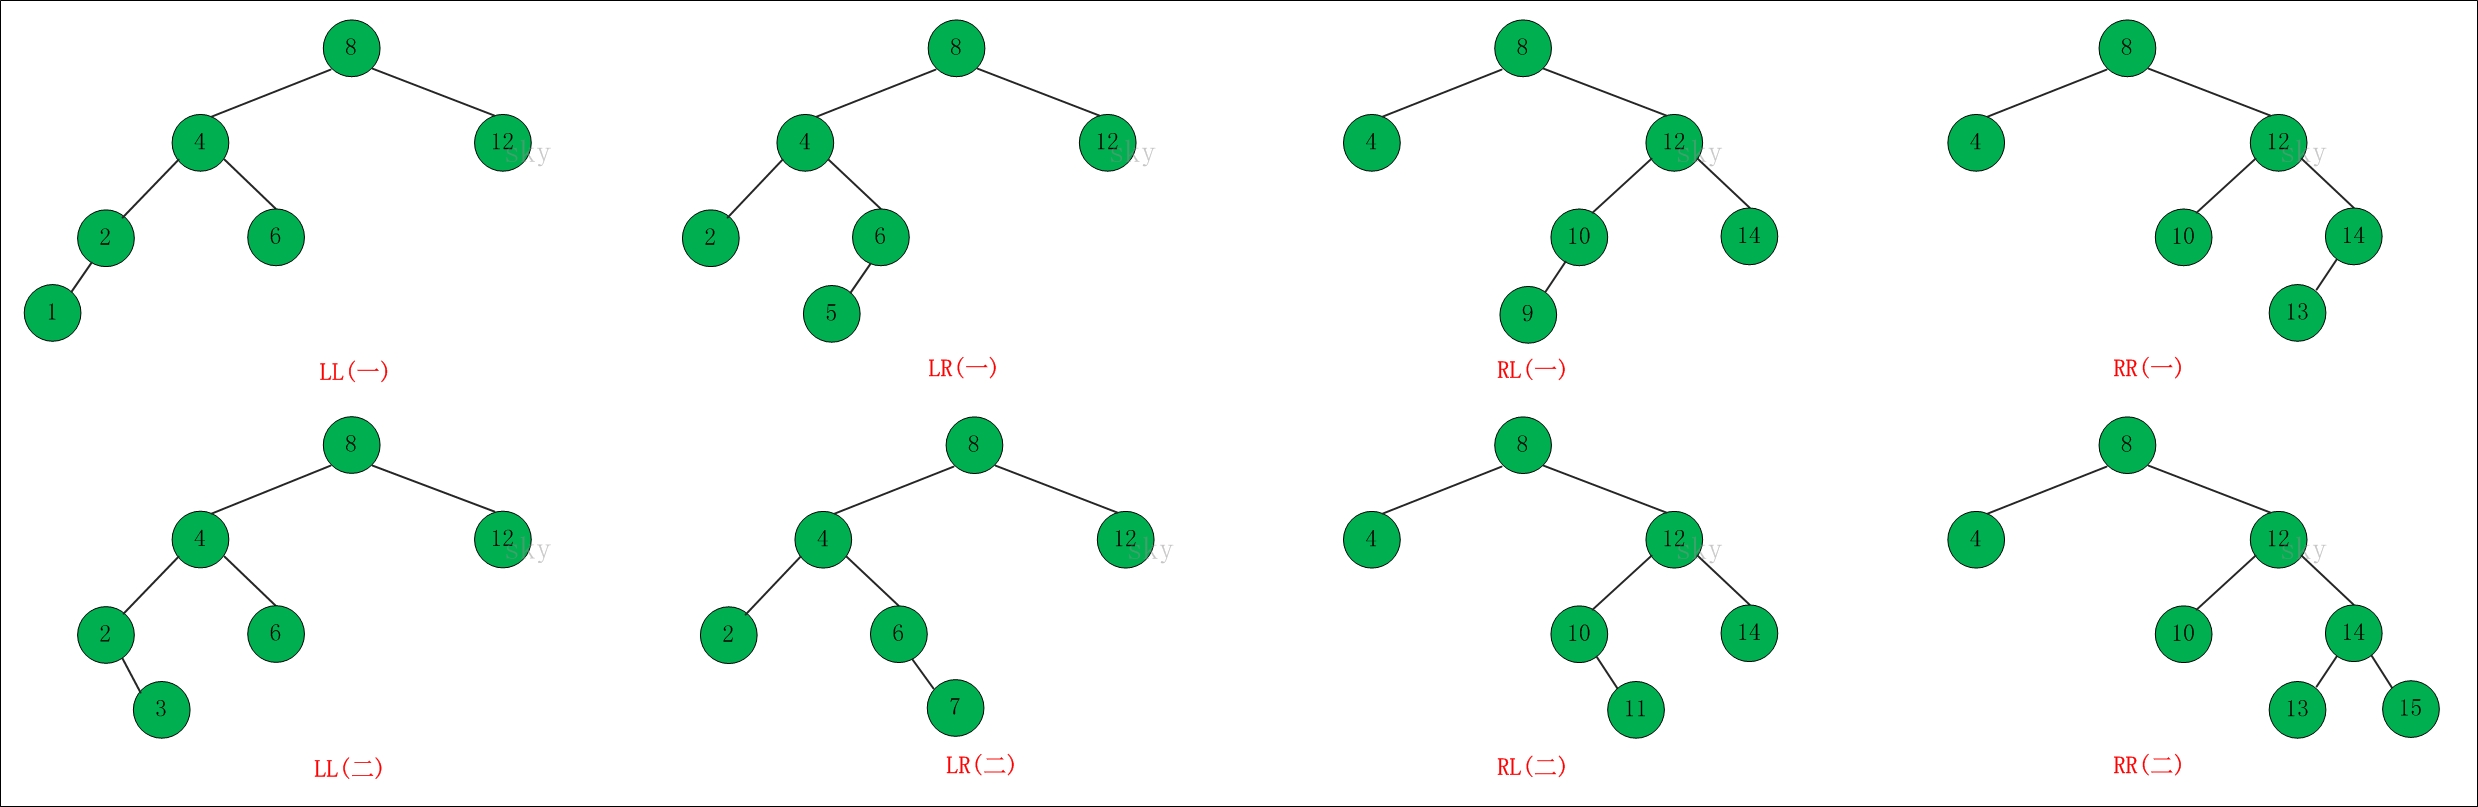 8 8 8 8
4 12 sky 4 12 sky 4 12 sky 4 12 sky
2 6 2 6 10 14 10 14
1 5 9 13
LL(一) LR(一) RL(一) RR(一)
8 8 8 8
4 12 sky 4 12 sky 4 12 sky 4 12 sky
2 6 2 6 10 14 10 14
3 7 11 13 15
LL(二) LR(二) RL(二) RR(二)